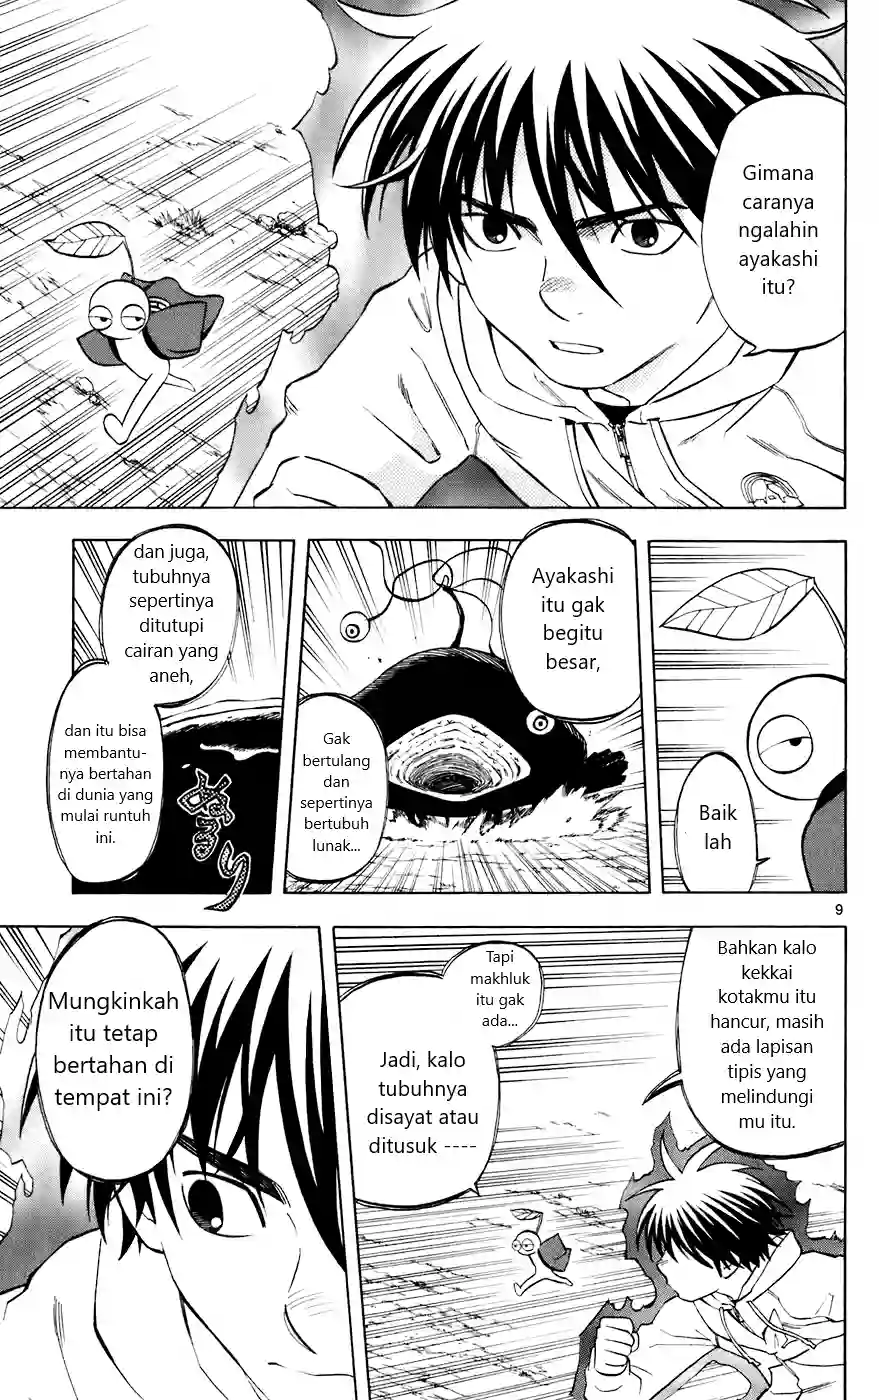 Gimana
caranya
ngalahin
ayakashi
itu?
Baik
lah
Ayakashi
itu gak
begitu
besar,
Gak
bertulang
dan
sepertinya
bertubuh
lunak...
dan juga,
tubuhnya
sepertinya
ditutupi
cairan yang
aneh,
dan itu bisa
membantu-
nya bertahan
di dunia yang
mulai runtuh
ini.
ぬるり
9
Bahkan kalo
kekkai
kotakmu itu
hancur, masih
ada lapisan
tipis yang
melindungi
mu itu.
Tapi
makhluk
itu gak
ada...
Jadi, kalo
tubuhnya
disayat atau
ditusuk ----
Mungkinkah
itu tetap
bertahan di
tempat ini?